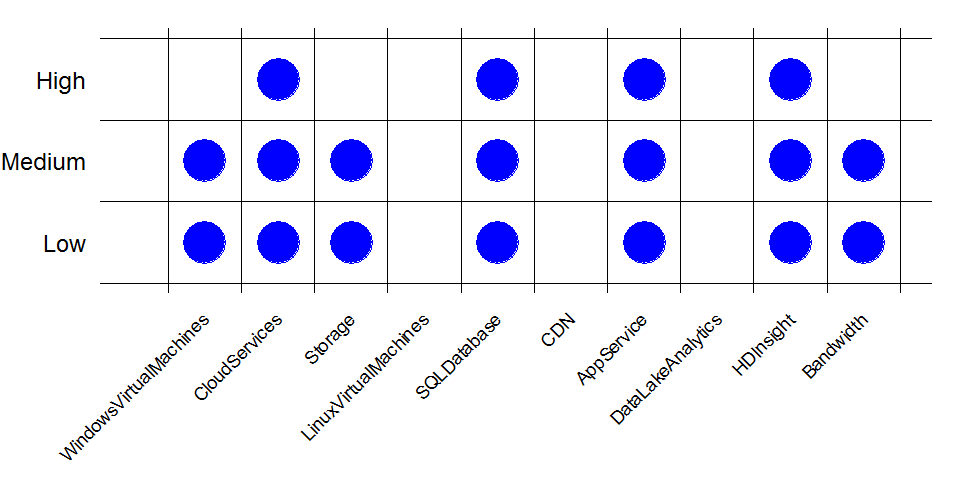 High
Medium
Low
WindowsVirtualMachines
CloudServices
Storage
LinuxVirtualMachines
SQLDatabase
CDN
AppService
DataLakeAnalytics
HDInsight
Bandwidth